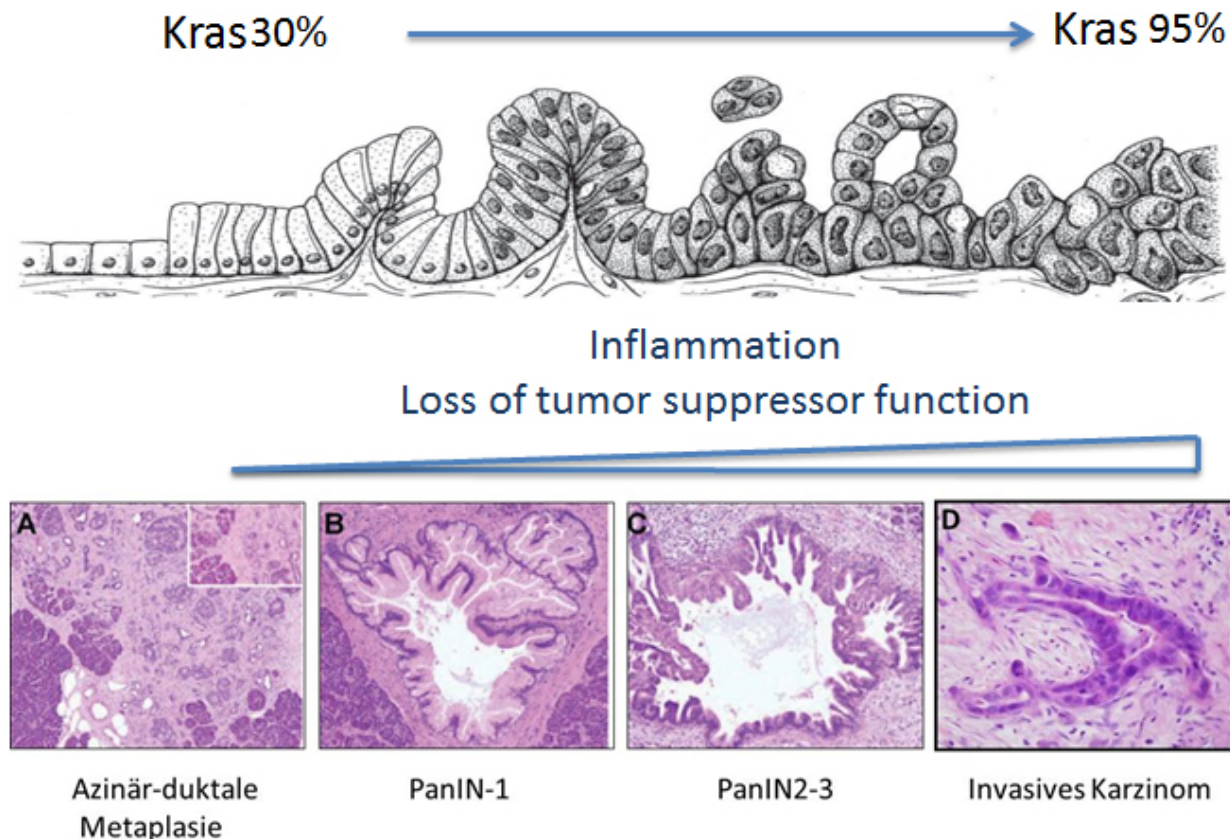 Kras 30%
Kras 95%
Inflammation
Loss of tumor suppressor function
A
B
C
D
Azinär-duktale
Metaplasie
PanIN-1
PanIN2-3
Invasives Karzinom